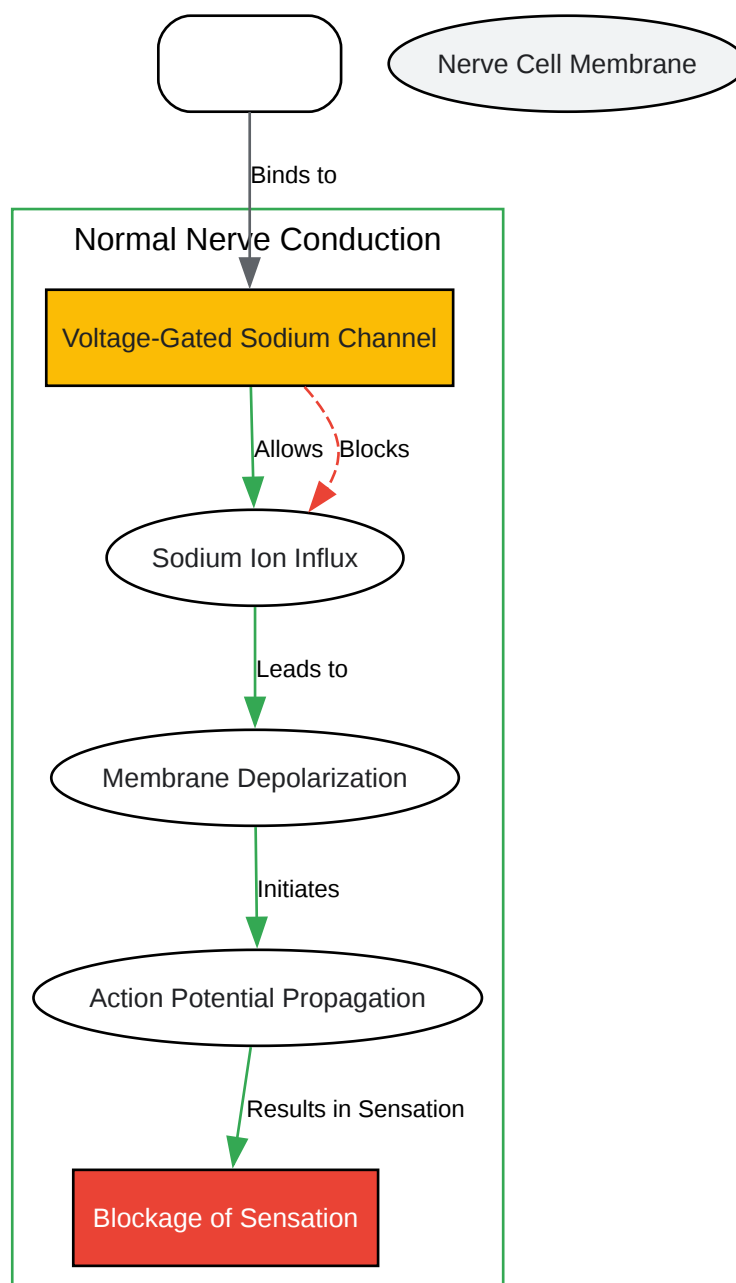 Nerve Cell Membrane
Binds to
Normal Nerve Conduction
Voltage-Gated Sodium Channel
Allows
Blocks
Sodium Ion Influx
Leads to
Membrane Depolarization
Initiates
Action Potential Propagation
Results in Sensation
Blockage of Sensation